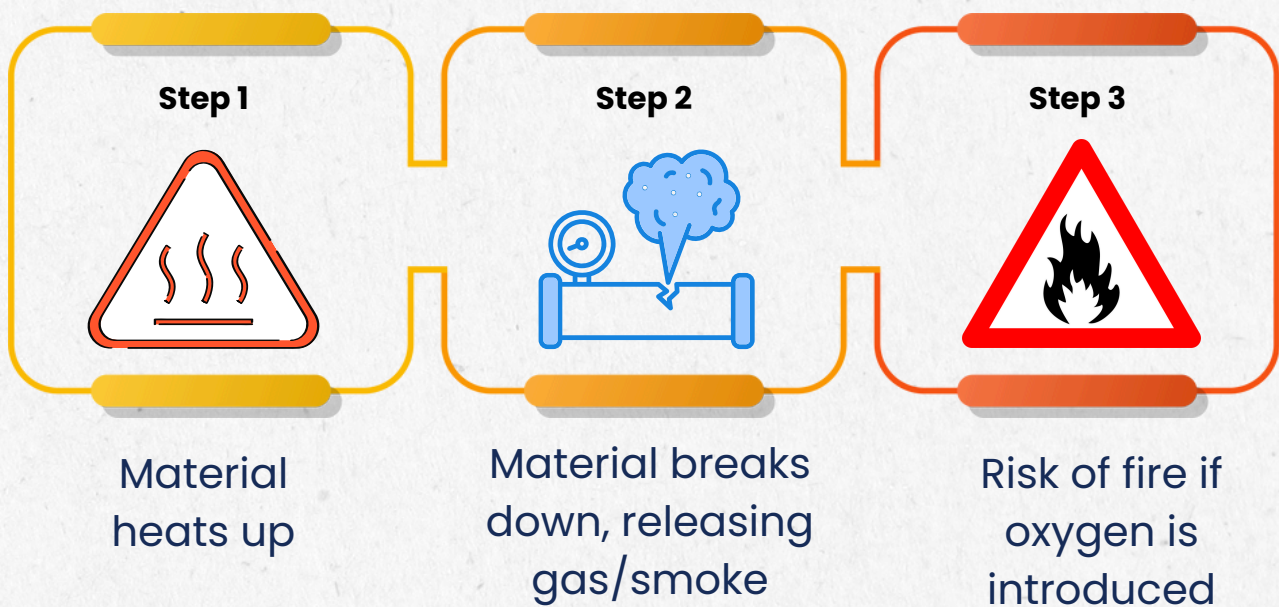 Step 1
Step 2
Step 3
Material
heats up
Material breaks
down, releasing
gas/smoke
Risk of fire if
oxygen is
introduced